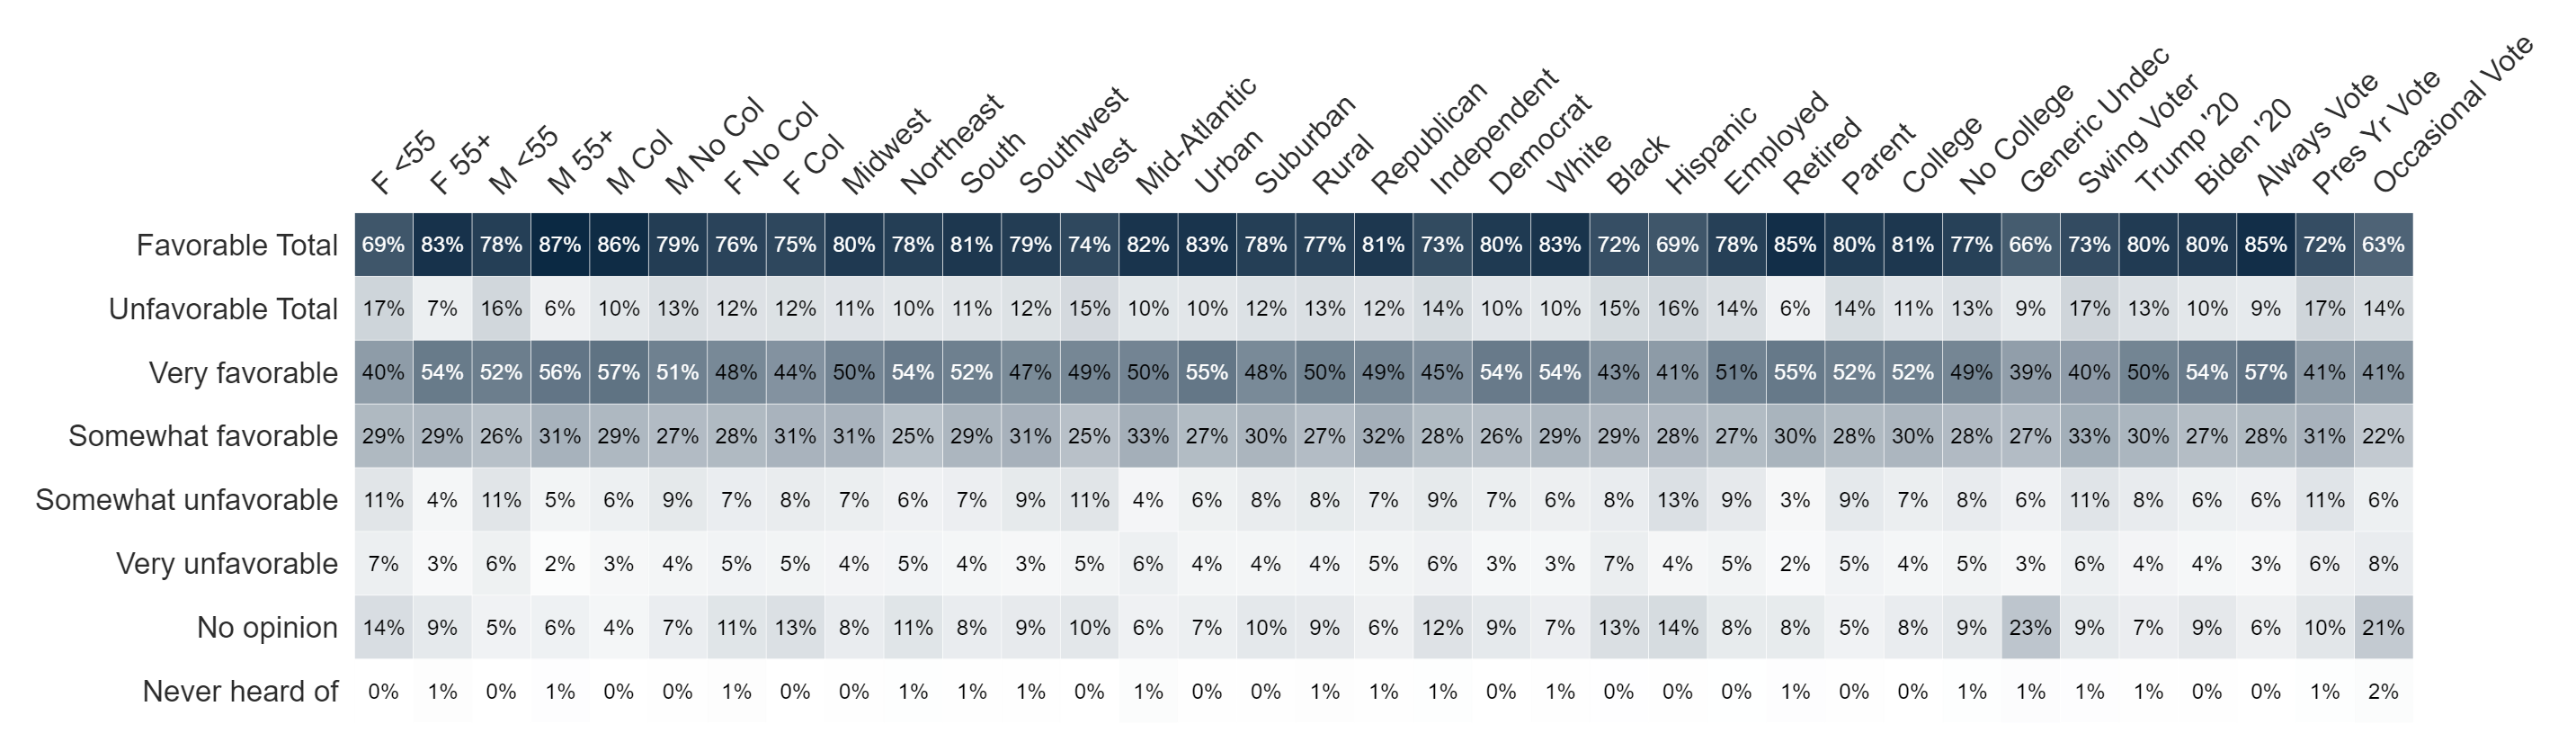 F <55 F 55+ M <55 M 55+ M Col M No Col F No Col F Col Midwest Northeast South Southwest West Mid-Atlantic Urban Suburban Rural Republican Independent Democrat White Black Hispanic Employed Retired Parent College No College Generic Undec Swing Voter Trump '20 Biden '20 Always Vote Pres Yr Vote Occasional Vote
Favorable Total 69% 83% 78% 87% 86% 79% 76% 75% 80% 78% 81% 79% 74% 82% 83% 78% 77% 81% 73% 80% 83% 72% 69% 78% 85% 80% 81% 77% 66% 73% 80% 80% 85% 72% 63%
Unfavorable Total 17% 7% 16% 6% 10% 13% 12% 12% 11% 10% 11% 12% 15% 10% 10% 12% 13% 12% 14% 10% 10% 15% 16% 14% 6% 14% 11% 13% 9% 17% 13% 10% 9% 17% 14%
Very favorable 40% 54% 52% 56% 57% 51% 48% 44% 50% 54% 52% 47% 49% 50% 55% 48% 50% 49% 45% 54% 54% 43% 41% 51% 55% 52% 52% 49% 39% 40% 50% 54% 57% 41% 41%
Somewhat favorable 29% 29% 26% 31% 29% 27% 28% 31% 31% 25% 29% 31% 25% 33% 27% 30% 27% 32% 28% 26% 29% 29% 28% 27% 30% 28% 30% 28% 27% 33% 30% 27% 28% 31% 22%
Somewhat unfavorable 11% 4% 11% 5% 6% 9% 7% 8% 7% 6% 7% 9% 11% 4% 6% 8% 8% 7% 9% 7% 6% 8% 13% 9% 3% 9% 7% 8% 6% 11% 8% 6% 6% 11% 6%
Very unfavorable 7% 3% 6% 2% 3% 4% 5% 5% 4% 5% 4% 3% 5% 6% 4% 4% 4% 5% 6% 3% 3% 7% 4% 5% 2% 5% 4% 5% 3% 6% 4% 4% 3% 6% 8%
No opinion 14% 9% 5% 6% 4% 7% 11% 13% 8% 11% 8% 9% 10% 6% 7% 10% 9% 6% 12% 9% 7% 13% 14% 8% 8% 5% 8% 9% 23% 9% 7% 9% 6% 10% 21%
Never heard of 0% 1% 0% 1% 0% 0% 1% 0% 0% 1% 1% 1% 0% 1% 0% 0% 1% 1% 1% 0% 1% 0% 0% 0% 1% 0% 0% 1% 1% 1% 1% 0% 0% 1% 2%